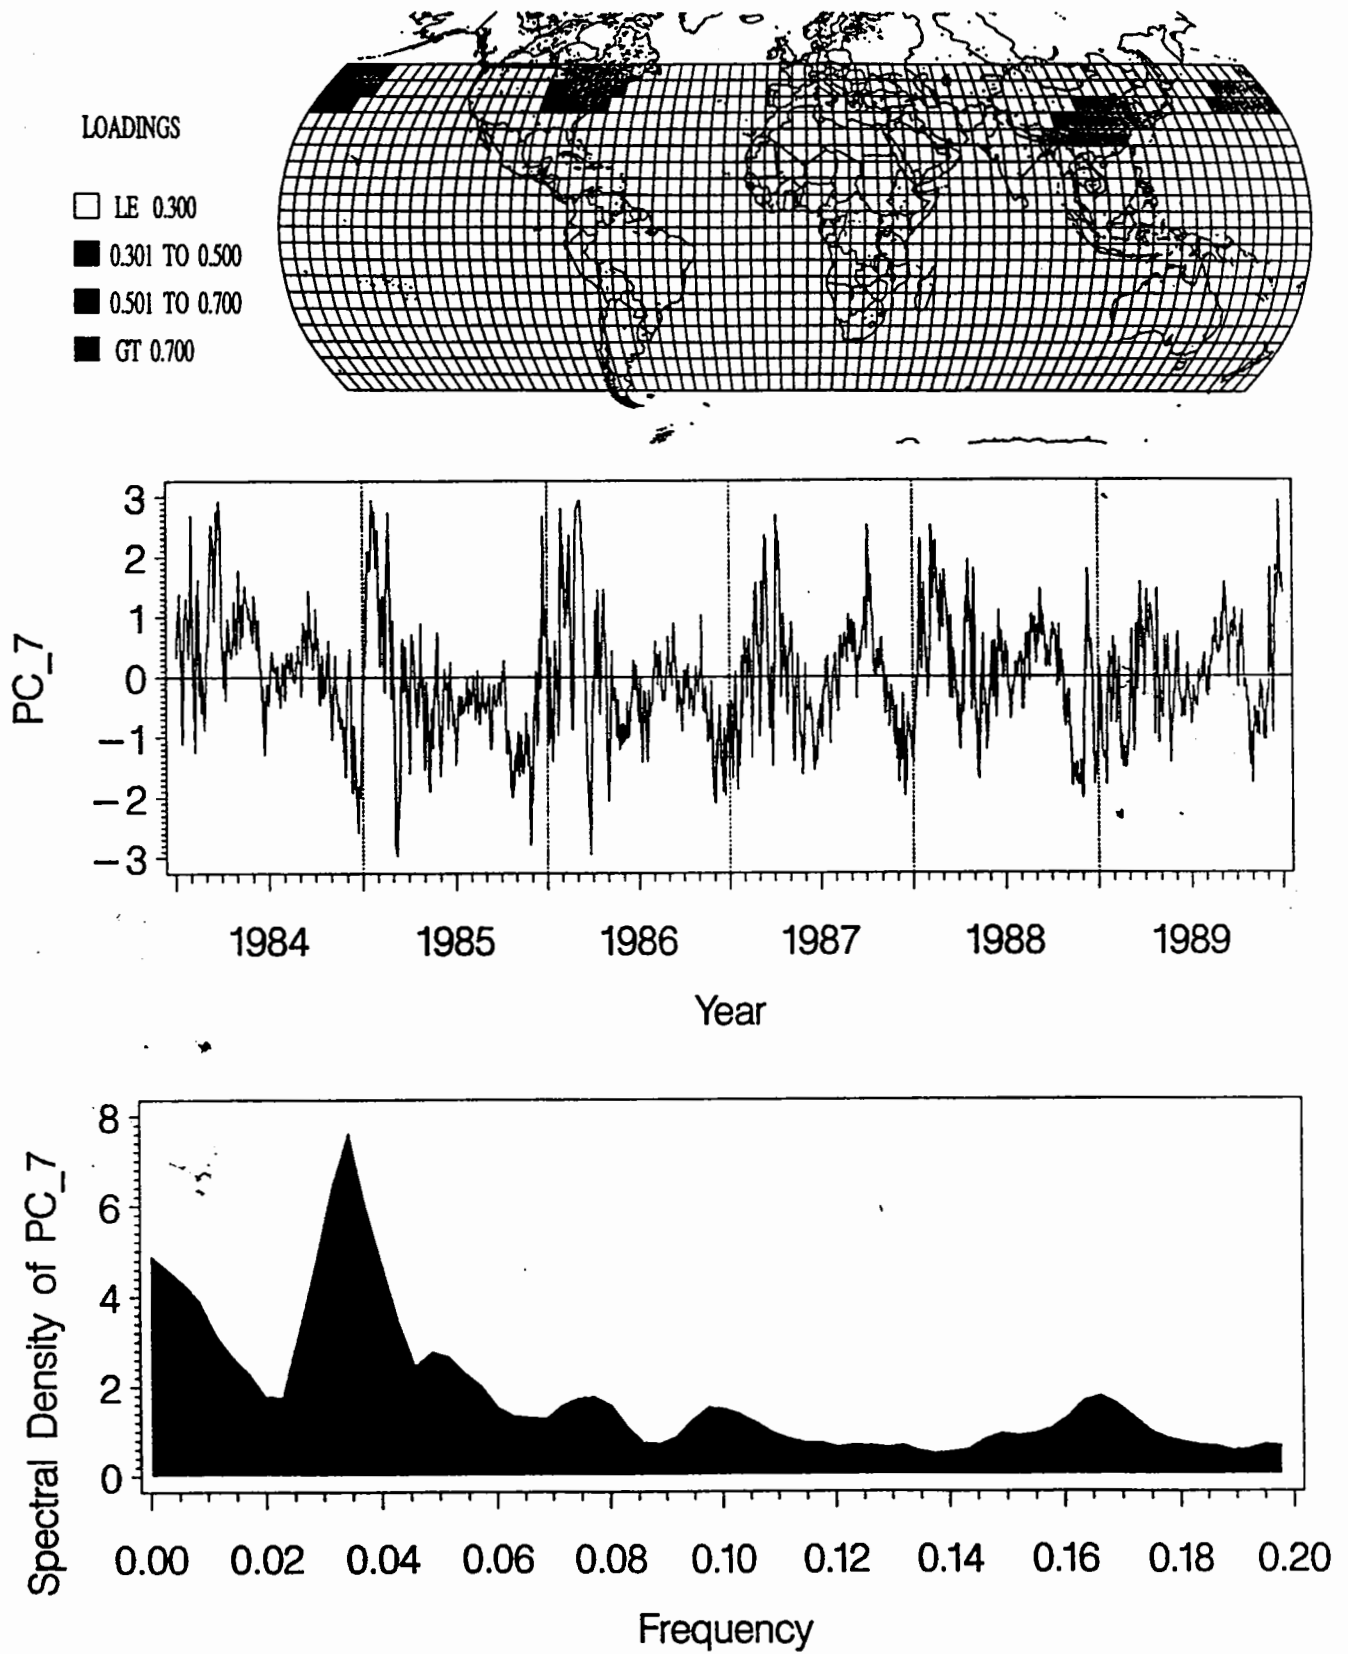 LOADINGS
LE 0.300
0.301 TO 0.500
0.501 TO 0.700
GT 0.700
PC_7
3
2
1
0
−1
−2
−3
1984 1985 1986 1987 1988 1989
Year
Spectral Density of PC_7
8
6
4
2
0
0.00 0.02 0.04 0.06 0.08 0.10 0.12 0.14 0.16 0.18 0.20
Frequency